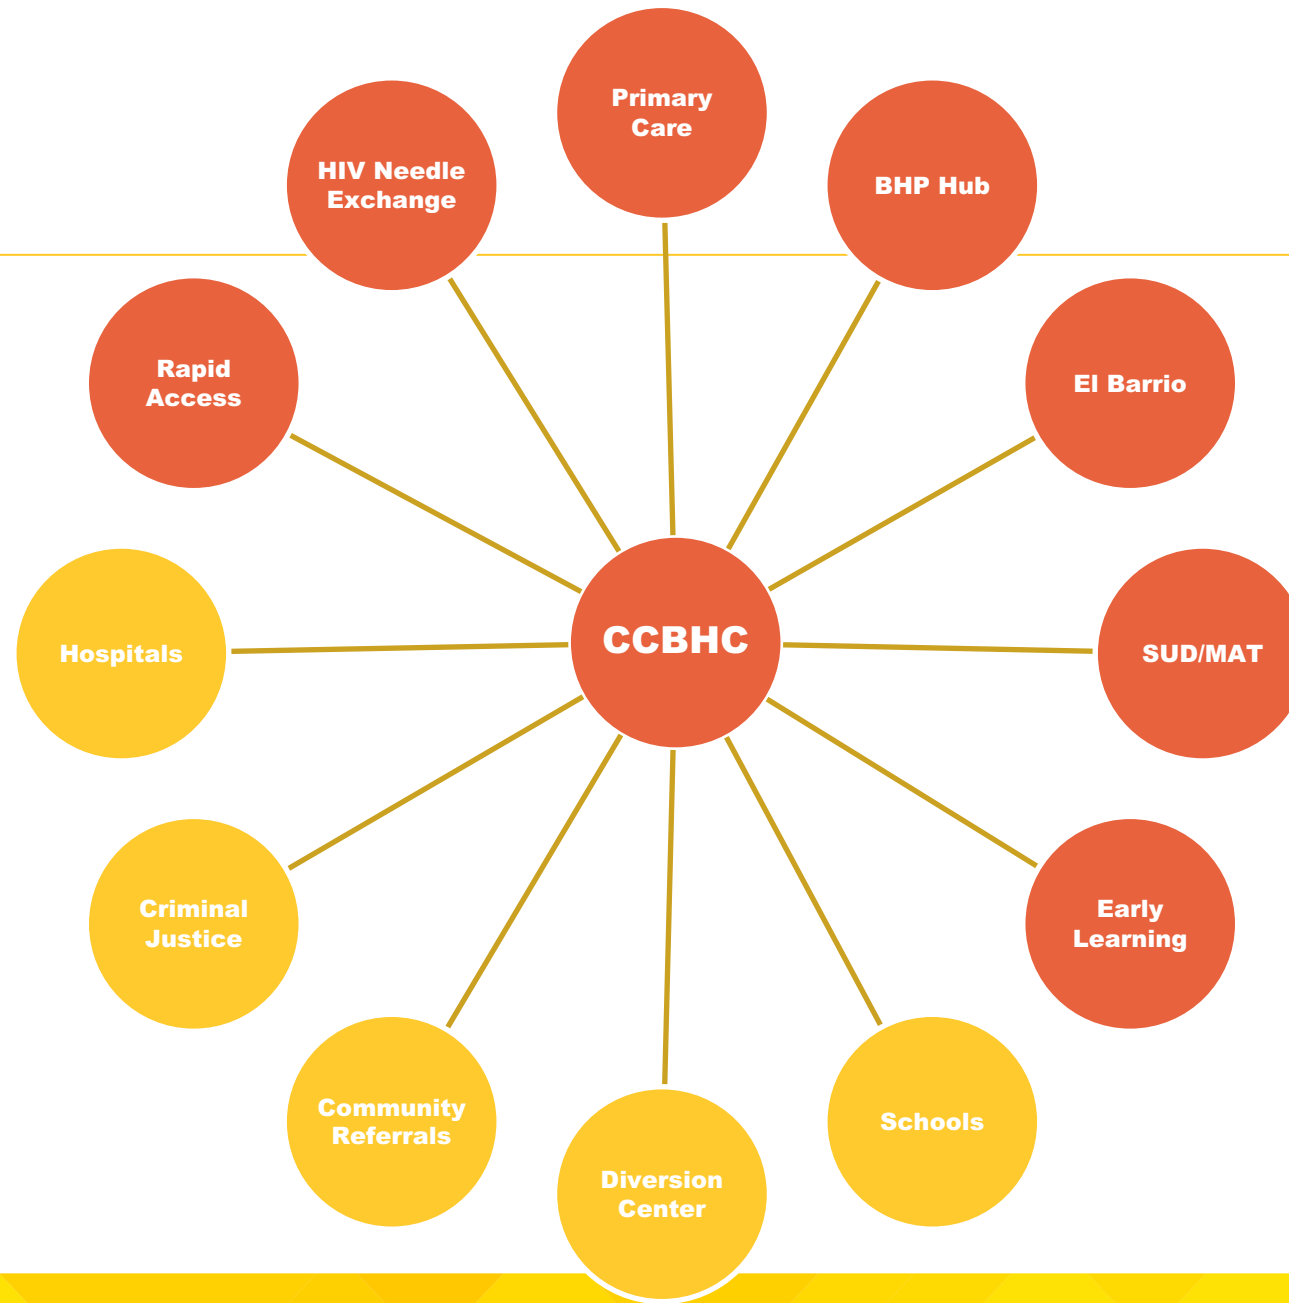 Primary
Care
HIV Needle
Exchange
BHP Hub
Rapid
Access
El Barrio
CCBHC
Hospitals
SUD/MAT
Criminal
Justice
Early
Learning
Community
Referrals
Schools
Diversion
Center